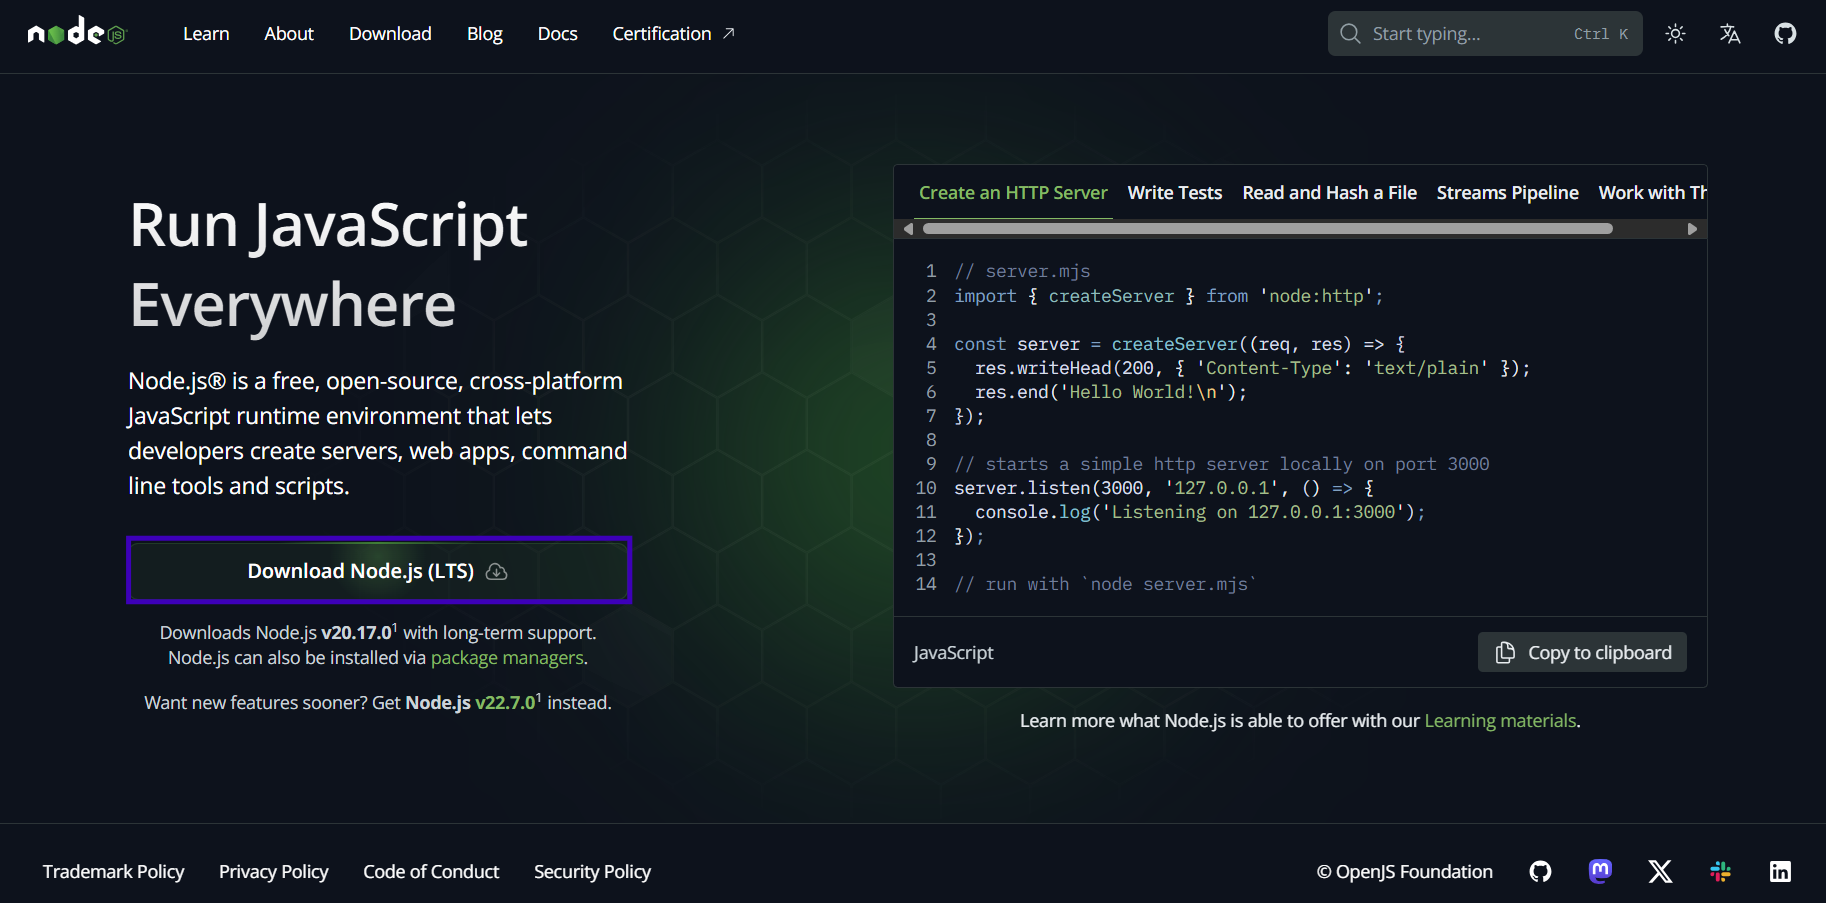 node js
Learn About Download Blog Docs Certification
Start typing... Ctrl K
Run JavaScript
Everywhere
Node.js® is a free, open-source, cross-platform
JavaScript runtime environment that lets
developers create servers, web apps, command
line tools and scripts.
Download Node.js (LTS)
Downloads Node.js v20.17.0¹ with long-term support.
Node.js can also be installed via package managers.
Want new features sooner? Get Node.js v22.7.0¹ instead.
Create an HTTP Server Write Tests Read and Hash a File Streams Pipeline Work with Th
1 // server.mjs
2 import { createServer } from 'node:http';
3
4 const server = createServer((req, res) => {
5   res.writeHead(200, { 'Content-Type': 'text/plain' });
6   res.end('Hello World!\n');
7 });
8
9 // starts a simple http server locally on port 3000
10 server.listen(3000, '127.0.0.1', () => {
11   console.log('Listening on 127.0.0.1:3000');
12 });
13
14 // run with `node server.mjs`
JavaScript Copy to clipboard
Learn more what Node.js is able to offer with our Learning materials.
Trademark Policy Privacy Policy Code of Conduct Security Policy © OpenJS Foundation